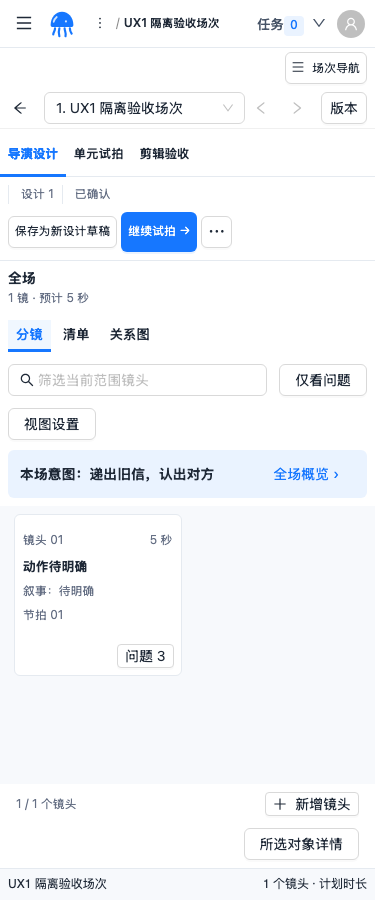 / UX1 隔离验收场次 任务 0
场次导航
1. UX1 隔离验收场次 版本
导演设计 单元试拍 剪辑验收
设计 1 已确认
保存为新设计草稿 继续试拍 → ···
全场
1 镜 · 预计 5 秒
分镜 清单 关系图
筛选当前范围镜头 仅看问题
视图设置
本场意图：递出旧信，认出对方 全场概览 ›
镜头 01 5 秒
动作待明确
叙事：待明确
节拍 01
问题 3
1 / 1 个镜头 新增镜头
所选对象详情
UX1 隔离验收场次 1 个镜头 · 计划时长